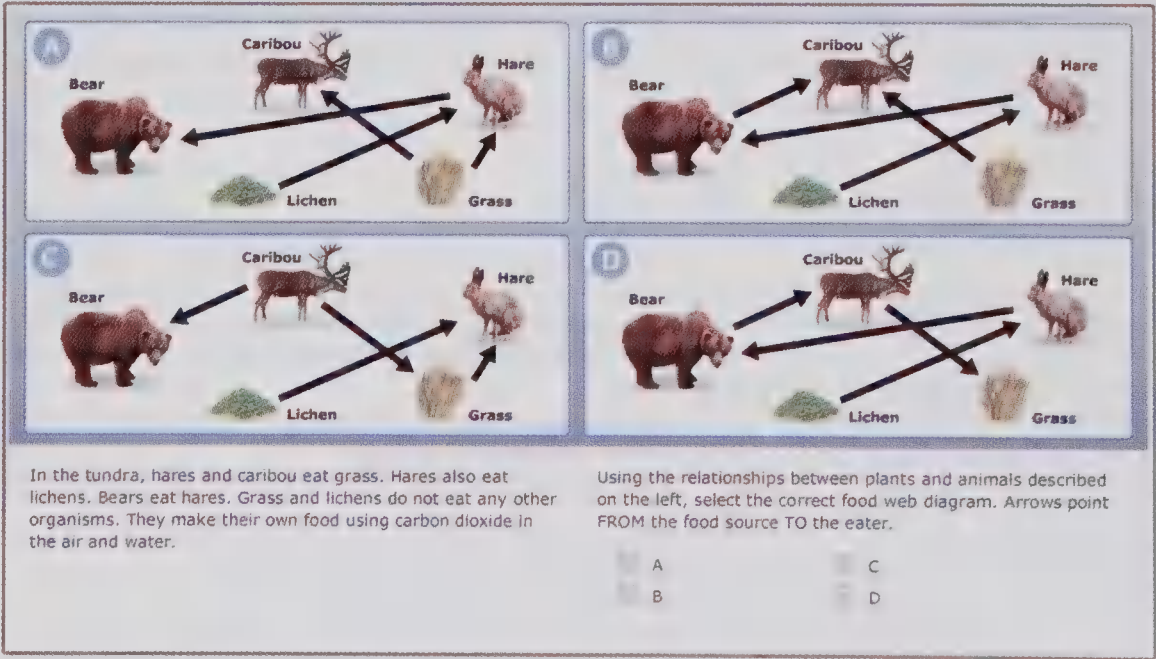 A
Caribou
Hare
Bear
Lichen
Grass
B
Caribou
Hare
Bear
Lichen
Grass
C
Caribou
Hare
Bear
Lichen
Grass
D
Caribou
Hare
Bear
Lichen
Grass
In the tundra, hares and caribou eat grass. Hares also eat
lichens. Bears eat hares. Grass and lichens do not eat any other
organisms. They make their own food using carbon dioxide in
the air and water.
Using the relationships between plants and animals described
on the left, select the correct food web diagram. Arrows point
FROM the food source TO the eater.
A
B
C
D